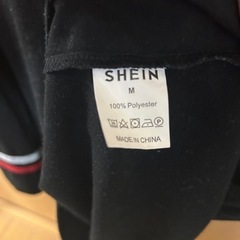 SHEIN
M
100% Polyester
MADE IN CHINA